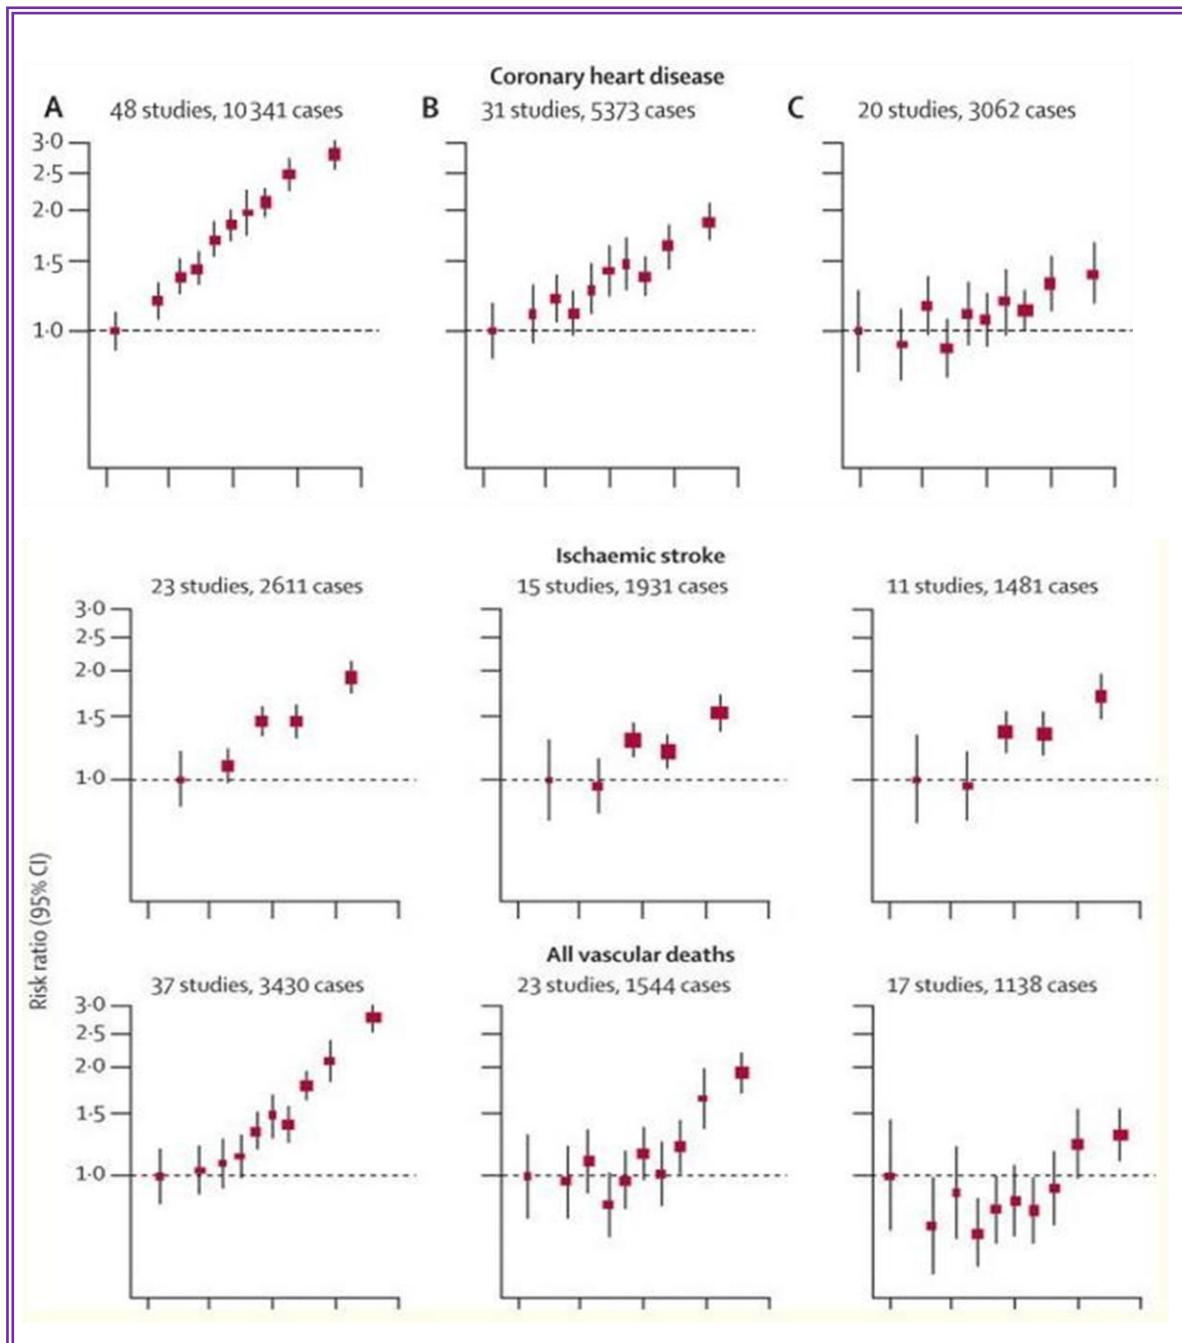 Coronary heart disease
A
48 studies, 10 341 cases
B
31 studies, 5373 cases
C
20 studies, 3062 cases
3·0
2·5
2·0
1·5
1·0
Ischaemic stroke
23 studies, 2611 cases
15 studies, 1931 cases
11 studies, 1481 cases
3·0
2·5
2·0
1·5
1·0
Risk ratio (95% CI)
All vascular deaths
37 studies, 3430 cases
23 studies, 1544 cases
17 studies, 1138 cases
3·0
2·5
2·0
1·5
1·0